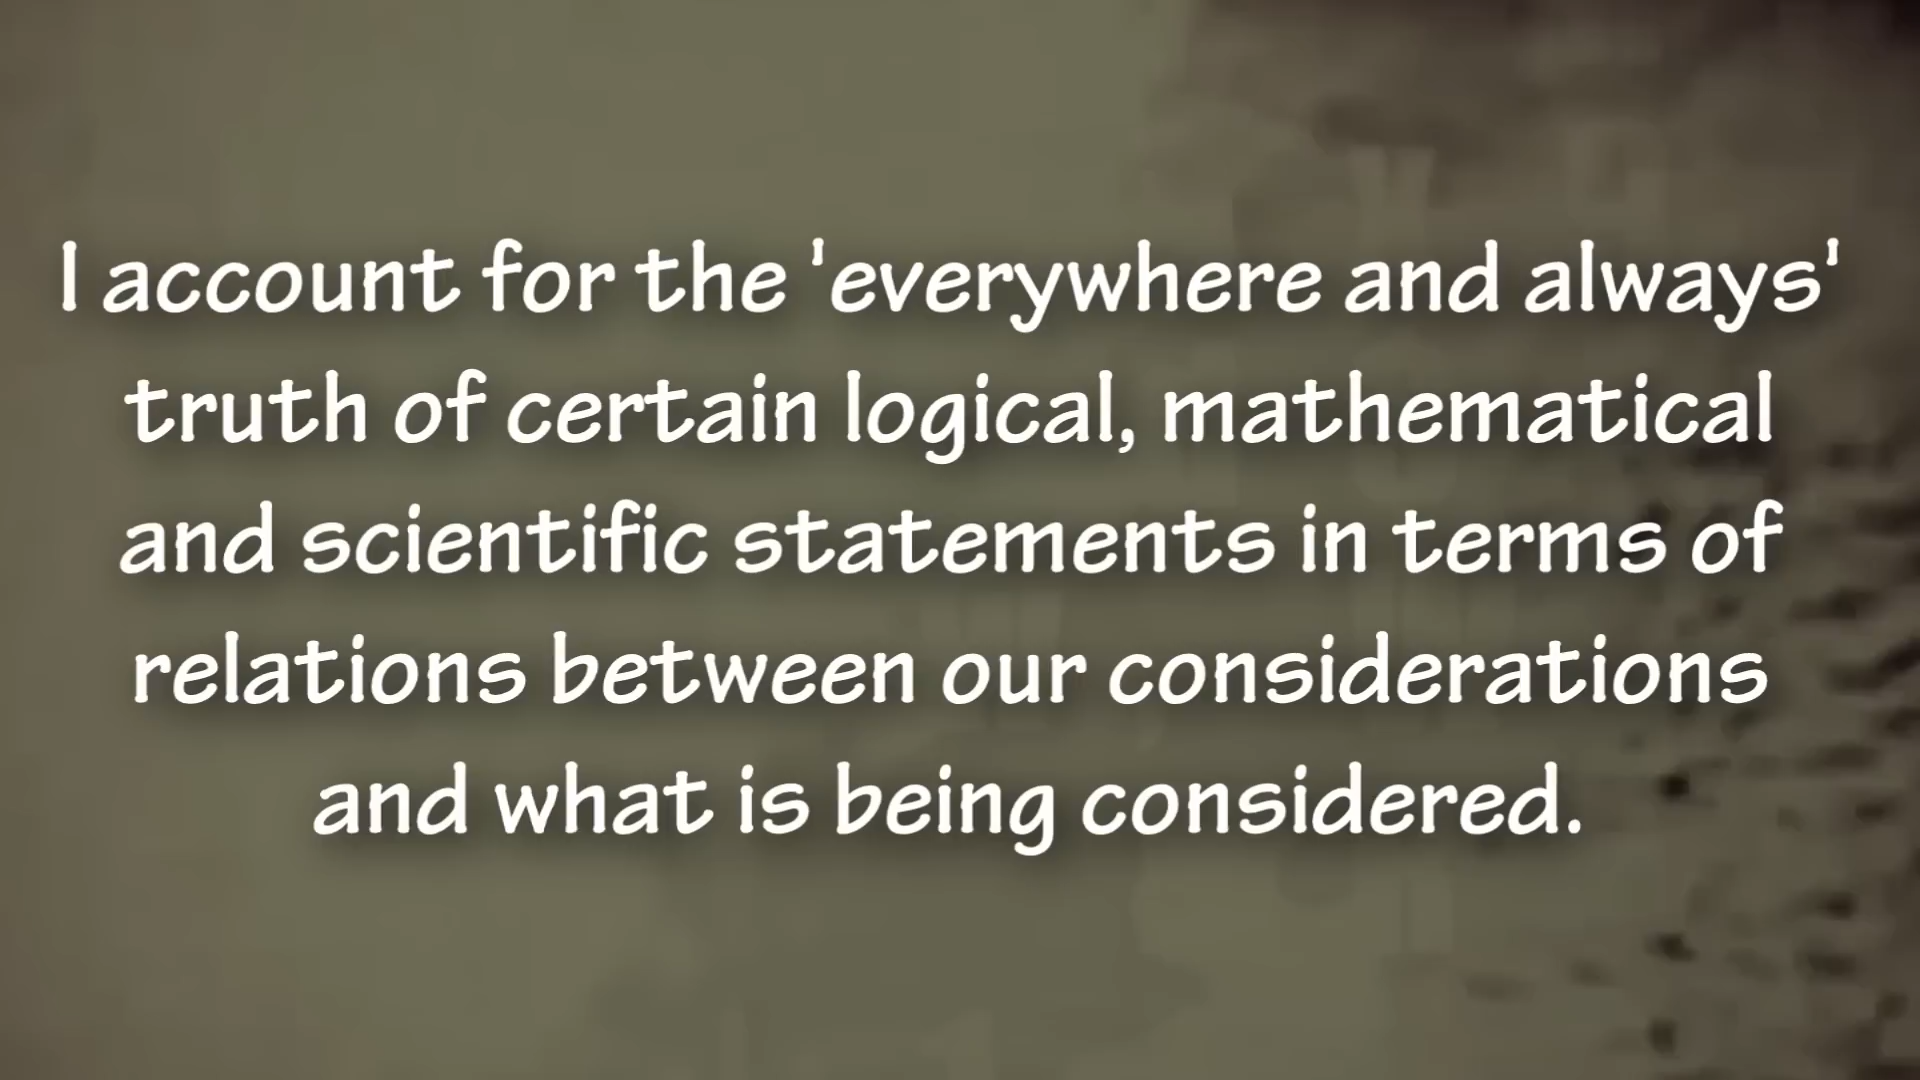 I account for the 'everywhere and always'
truth of certain logical, mathematical
and scientific statements in terms of
relations between our considerations
and what is being considered.